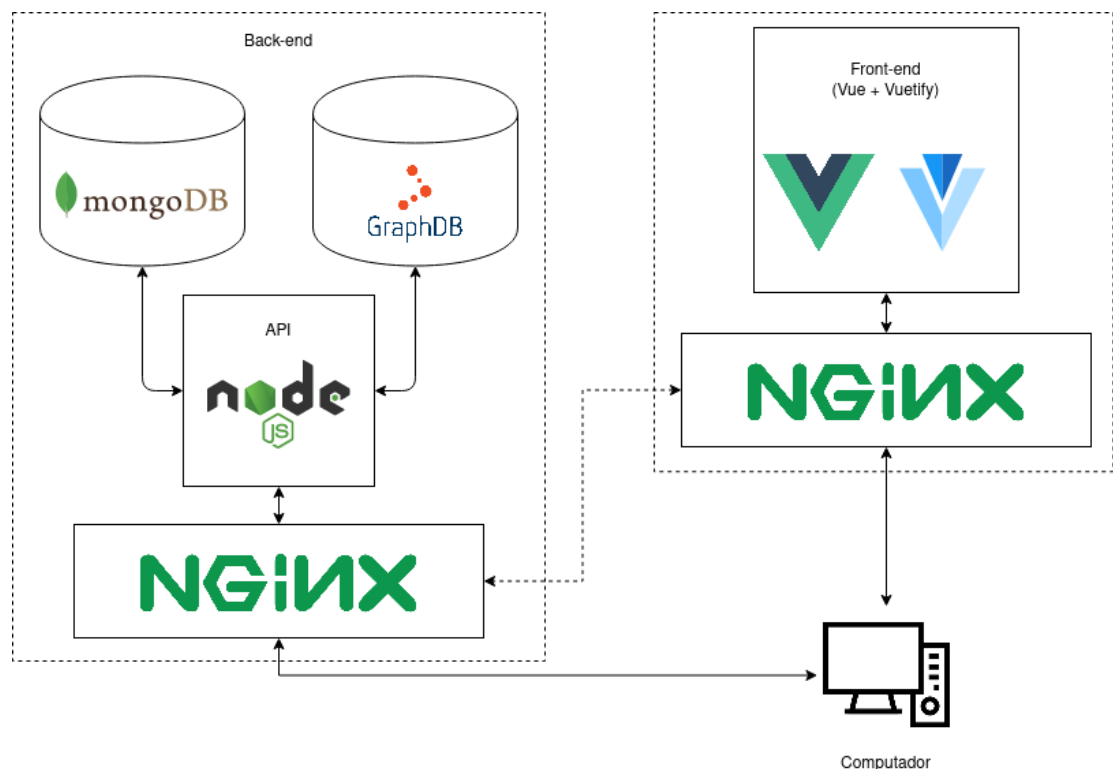 Back-end
mongoDB
GraphDB
API
node
JS
NGiNX
Front-end
(Vue + Vuetify)
NGiNX
Computador